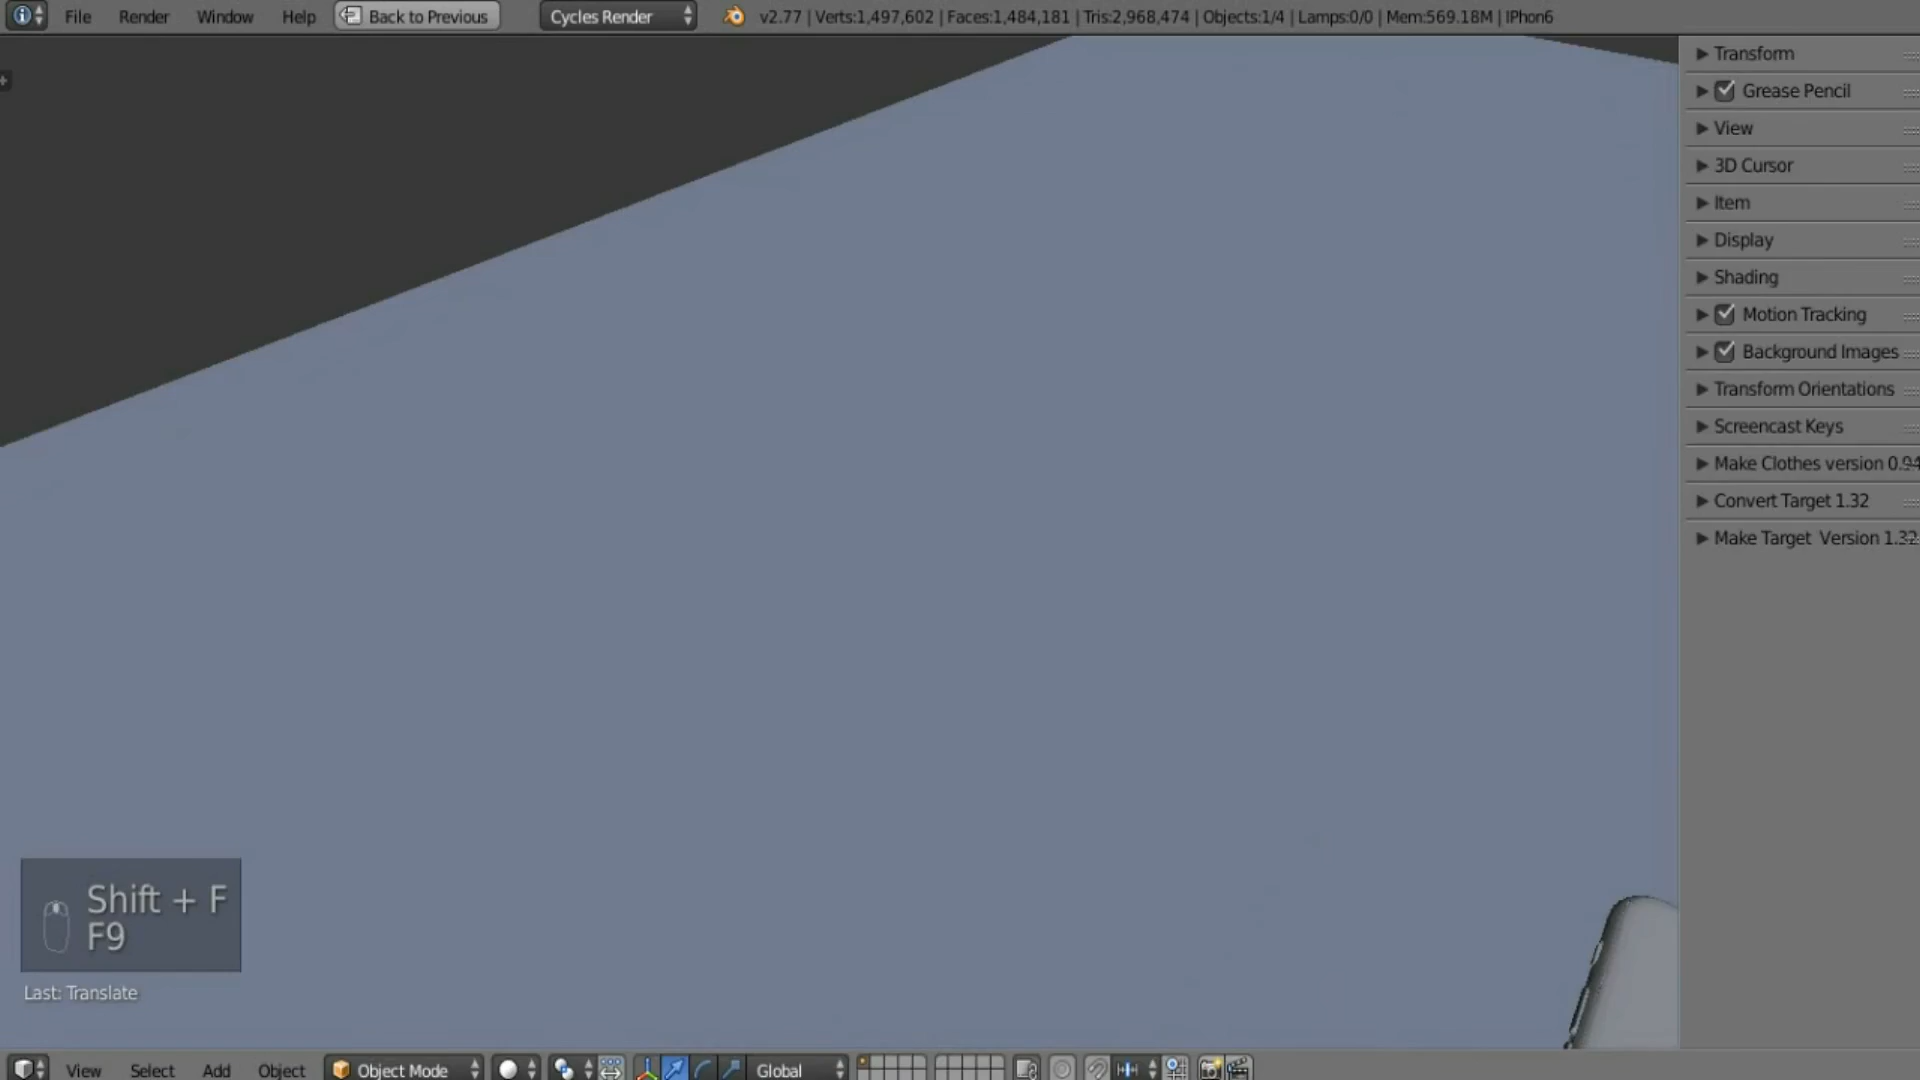 File Render Window Help Back to Previous Cycles Render v2.77 | Verts:1,497,602 | Faces:1,484,181 | Tris:2,968,474 | Objects:1/4 | Lamps:0/0 | Mem:569.18M | IPhon6
Transform
Grease Pencil
View
3D Cursor
Item
Display
Shading
Motion Tracking
Background Images
Transform Orientations
Screencast Keys
Make Clothes version 0.94
Convert Target 1.32
Make Target Version 1.32
Shift + F
F9
Last: Translate
View Select Add Object Object Mode Global